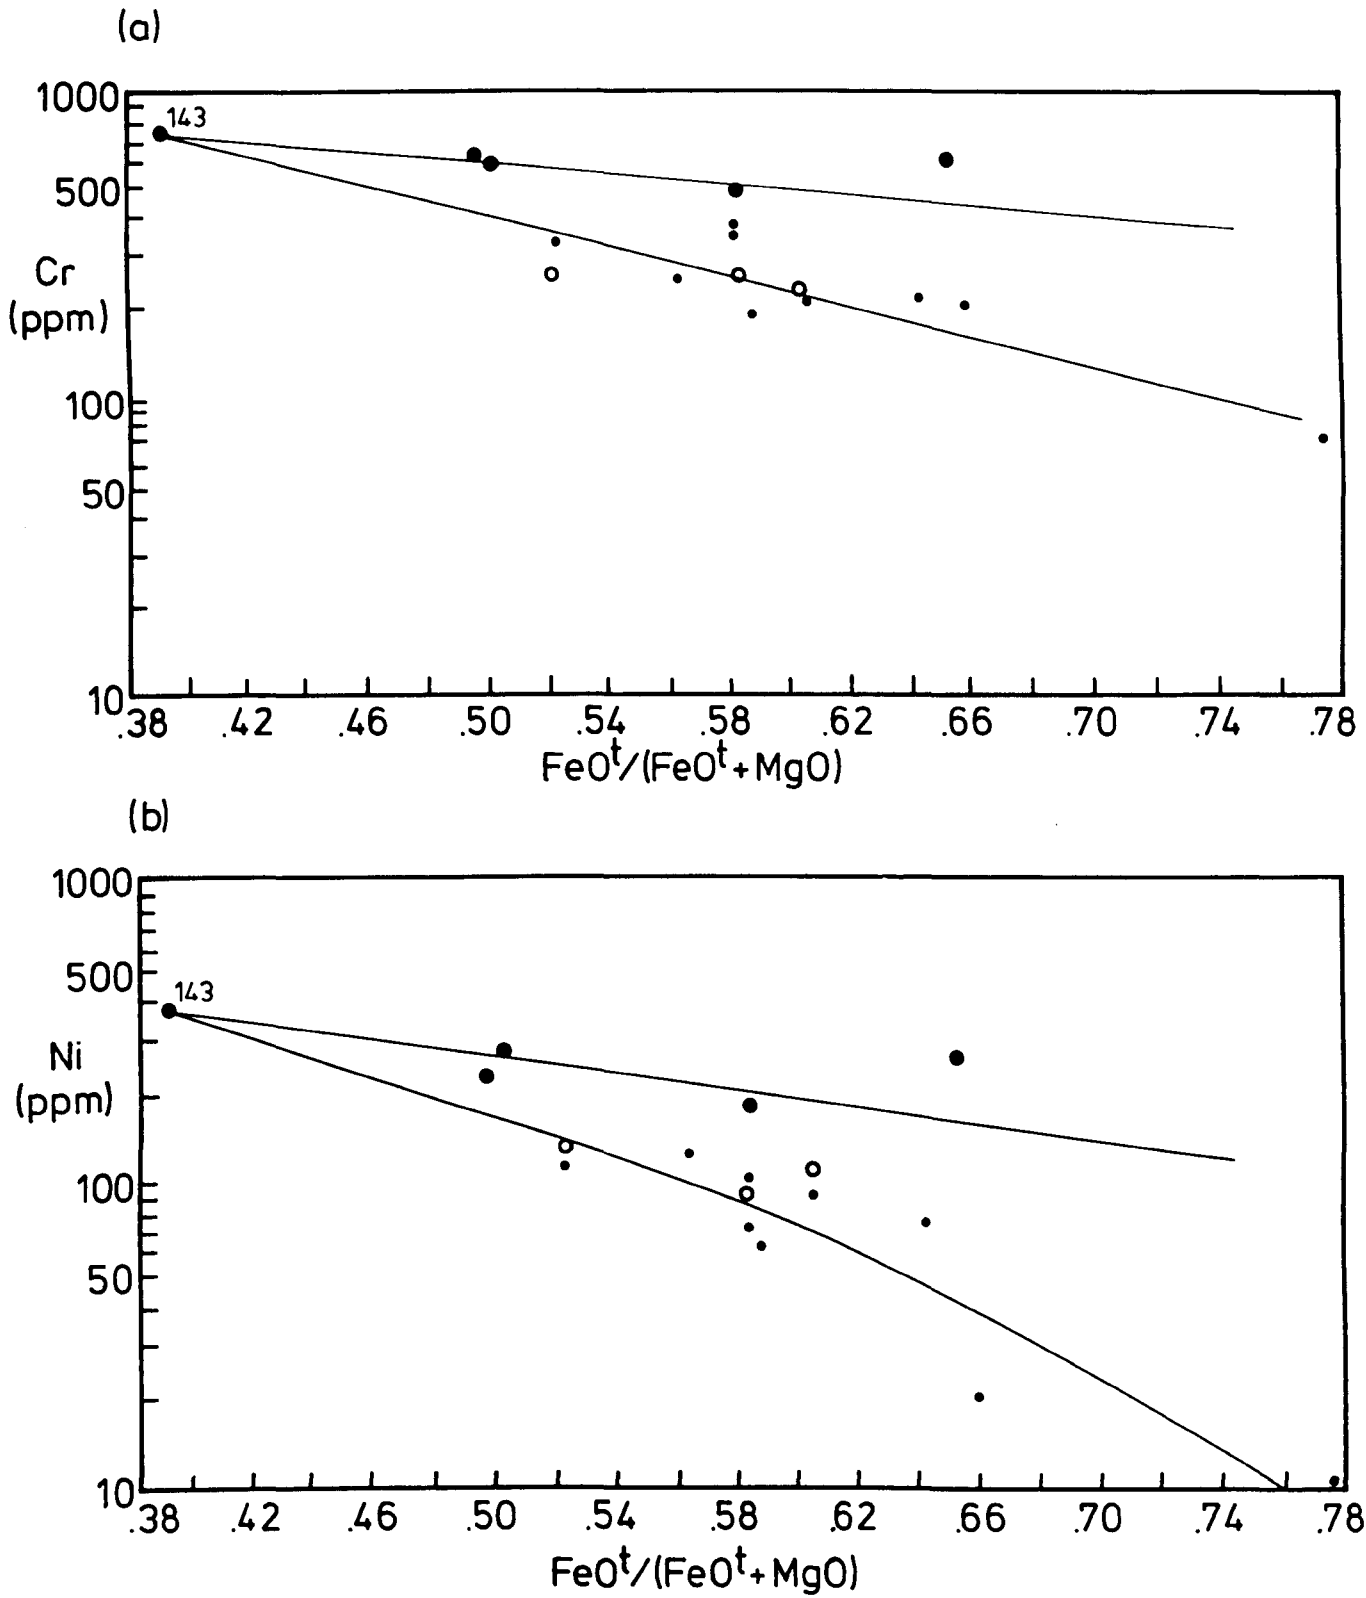 (a)
1000
143
500
Cr
(ppm)
100
50
10
.38 .42 .46 .50 .54 .58 .62 .66 .70 .74 .78
FeOᵗ/(FeOᵗ+MgO)
(b)
1000
500
143
Ni
(ppm)
100
50
10
.38 .42 .46 .50 .54 .58 .62 .66 .70 .74 .78
FeOᵗ/(FeOᵗ+MgO)